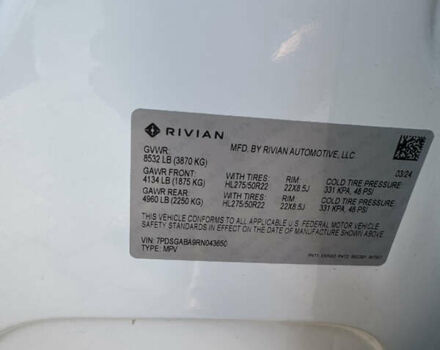 RIVIAN
MFD. BY RIVIAN AUTOMOTIVE, LLC
03/24
GVWR:
8532 LB (3870 KG)
GAWR FRONT: WITH TIRES: RIM COLD TIRE PRESSURE:
4134 LB (1875 KG) HL275/50R22 22X8.5J 331 KPA, 48 PSI
GAWR REAR: WITH TIRES: RIM COLD TIRE PRESSURE:
4960 LB (2250 KG) HL275/50R22 22X8.5J 331 KPA, 48 PSI
THIS VEHICLE CONFORMS TO ALL APPLICABLE U.S. FEDERAL MOTOR VEHICLE
SAFETY STANDARDS IN EFFECT ON THE DATE OF MANUFACTURE SHOWN ABOVE.
VIN: 7PDSGABA9RN043650
TYPE: MPV